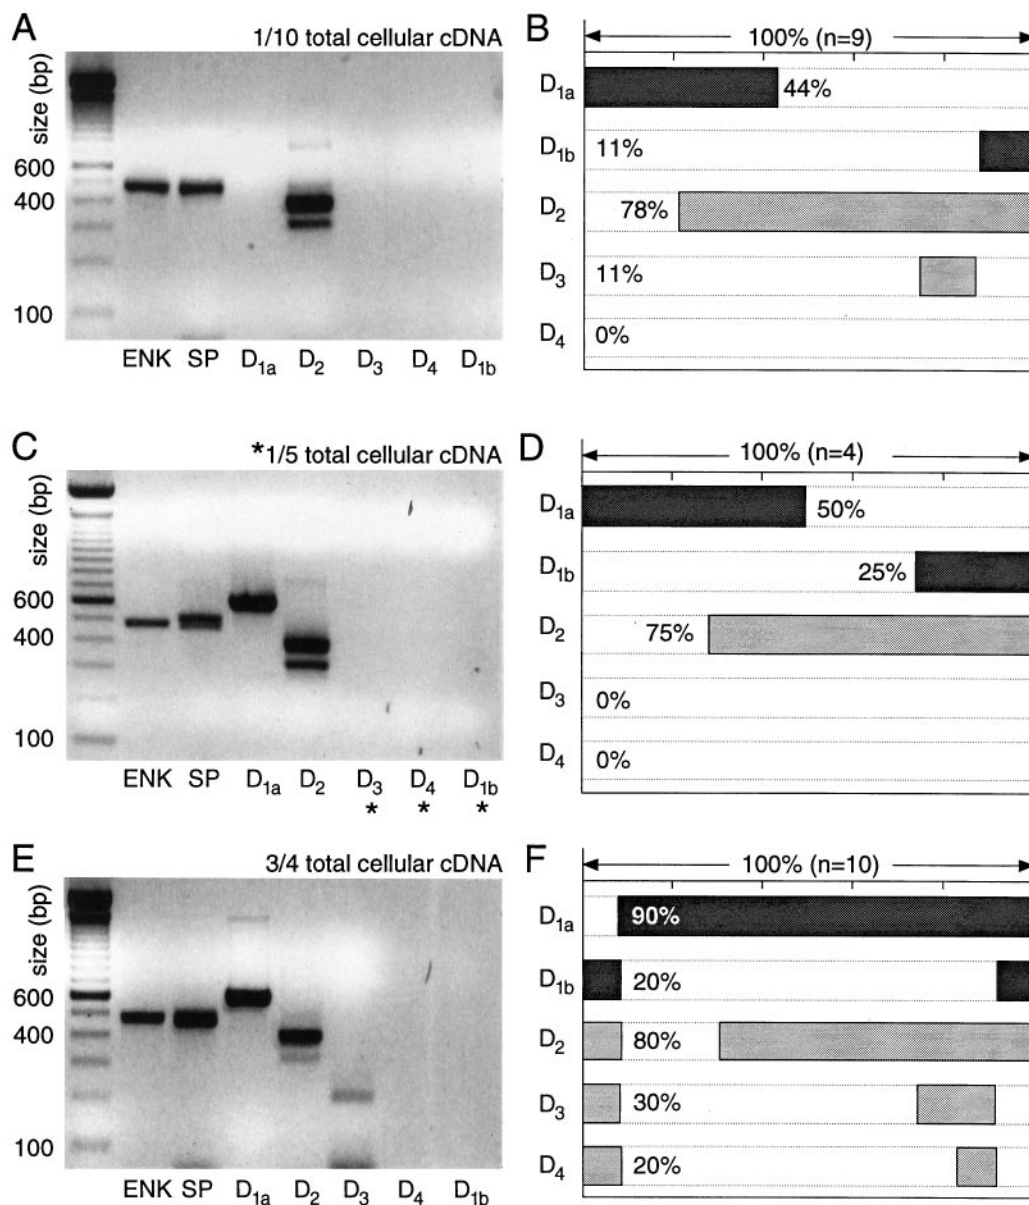 A
1/10 total cellular cDNA
size (bp)
600
400
100
ENK SP D1a D2 D3 D4 D1b
B
100% (n=9)
D1a 44%
D1b 11%
D2 78%
D3 11%
D4 0%
C
*1/5 total cellular cDNA
size (bp)
600
400
100
ENK SP D1a D2 D3 D4 D1b
* * *
D
100% (n=4)
D1a 50%
D1b 25%
D2 75%
D3 0%
D4 0%
E
3/4 total cellular cDNA
size (bp)
600
400
100
ENK SP D1a D2 D3 D4 D1b
F
100% (n=10)
D1a 90%
D1b 20%
D2 80%
D3 30%
D4 20%